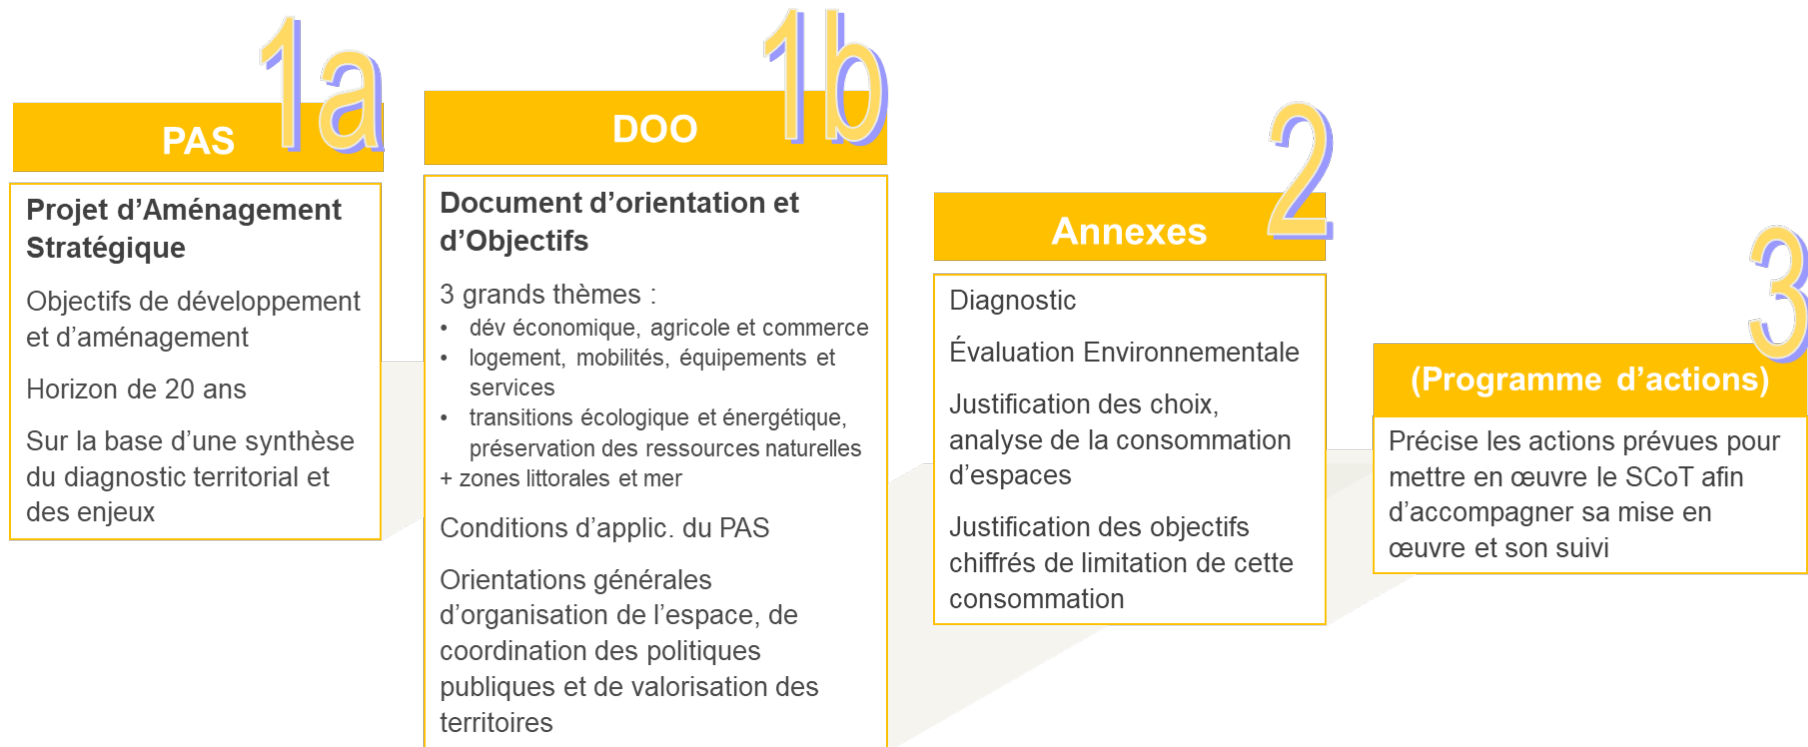 1a
PAS
Projet d’Aménagement
Stratégique
Objectifs de développement
et d’aménagement
Horizon de 20 ans
Sur la base d’une synthèse
du diagnostic territorial et
des enjeux
1b
DOO
Document d’orientation et
d’Objectifs
3 grands thèmes :
• dév économique, agricole et commerce
• logement, mobilités, équipements et
services
• transitions écologique et énergétique,
préservation des ressources naturelles
+ zones littorales et mer
Conditions d’applic. du PAS
Orientations générales
d’organisation de l’espace, de
coordination des politiques
publiques et de valorisation des
territoires
2
Annexes
Diagnostic
Évaluation Environnementale
Justification des choix,
analyse de la consommation
d’espaces
Justification des objectifs
chiffrés de limitation de cette
consommation
3
(Programme d’actions)
Précise les actions prévues pour
mettre en œuvre le SCoT afin
d’accompagner sa mise en
œuvre et son suivi